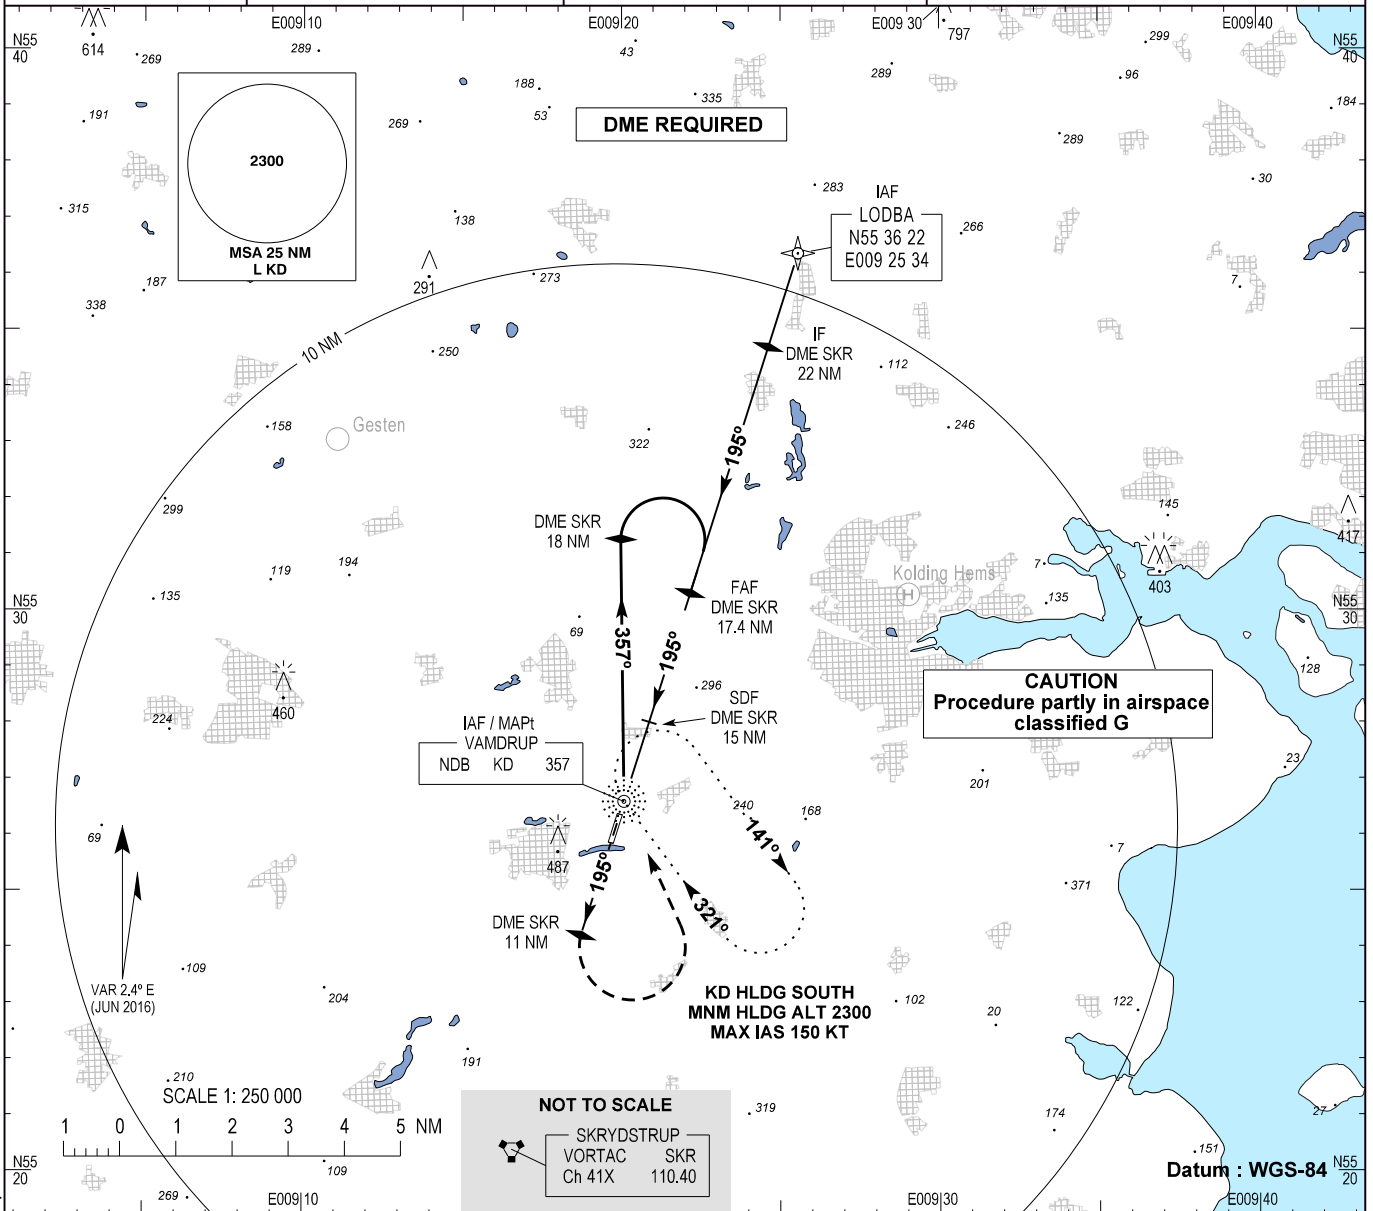 E009 10
E009 20
E009 30
E009 40
N55
40
614
269
289
43
289
797
299
N55
40
188
335
96
191
53
184
269
DME REQUIRED
289
2300
30
283
IAF
LODBA
N55 36 22
E009 25 34
315
138
266
MSA 25 NM
L KD
187
291
273
7
338
10 NM
250
IF
DME SKR
22 NM
112
158
Gesten
322
195º
246
299
145
417
DME SKR
18 NM
194
119
Kolding Hems
H
7
403
135
FAF
DME SKR
17.4 NM
135
N55
30
N55
30
69
357º
195º
128
296
CAUTION
Procedure partly in airspace
classified G
460
SDF
DME SKR
15 NM
224
IAF / MAPt
VAMDRUP
NDB KD 357
23
201
240
168
69
141º
7
487
195º
371
321º
DME SKR
11 NM
109
VAR 2.4º E
(JUN 2016)
204
KD HLDG SOUTH
MNM HLDG ALT 2300
MAX IAS 150 KT
102
122
20
191
210
SCALE 1: 250 000
NOT TO SCALE
319
174
27
1 0 1 2 3 4 5 NM
SKRYDSTRUP
VORTAC SKR
Ch 41X 110.40
151
109
N55
20
Datum : WGS-84
N55
20
269
E009 10
E009 30
E009 40